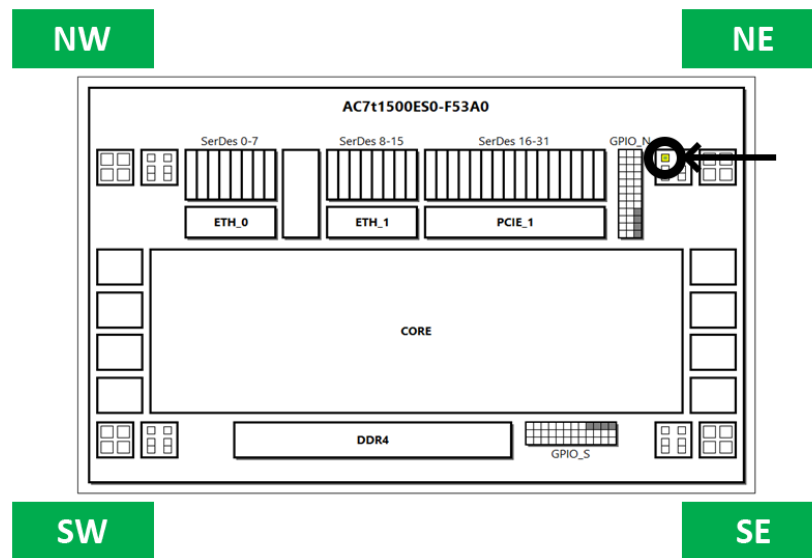 NW
NE
AC7t1500ES0-F53A0
SerDes 0-7
SerDes 8-15
SerDes 16-31
GPIO_N
ETH_0
ETH_1
PCIE_1
CORE
DDR4
GPIO_S
SW
SE